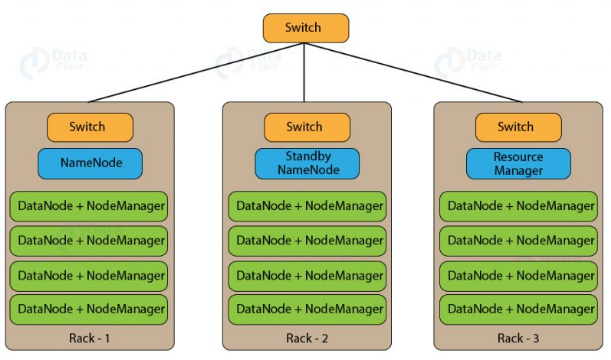 Switch
Data
Flair
Data
Flair
Switch
Switch
Switch
NameNode
Standby
NameNode
Resource
Manager
DataNode + NodeManager
DataNode + NodeManager
DataNode + NodeManager
DataNode + NodeManager
DataNode + NodeManager
DataNode + NodeManager
DataNode + NodeManager
DataNode + NodeManager
DataNode + NodeManager
DataNode + NodeManager
DataNode + NodeManager
DataNode + NodeManager
Rack - 1
Rack - 2
Rack - 3